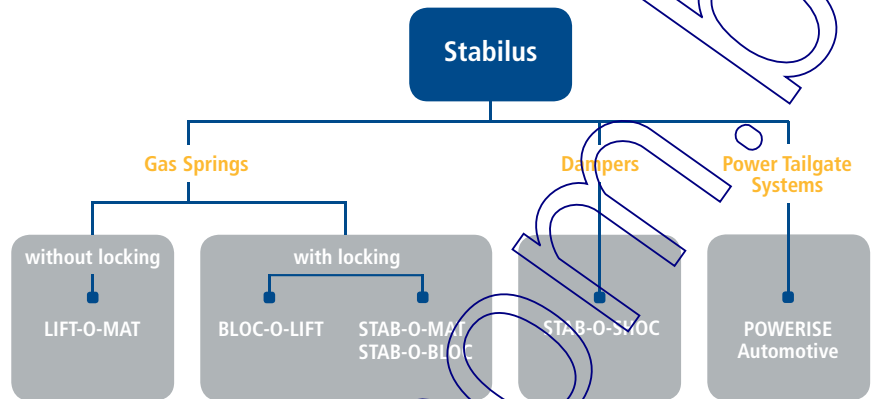 Stabilus
Gas Springs
Dampers
Power Tailgate
Systems
without locking
with locking
LIFT-O-MAT
BLOC-O-LIFT
STAB-O-MAT
STAB-O-BLOC
STAB-O-SHOC
POWERISE
Automotive